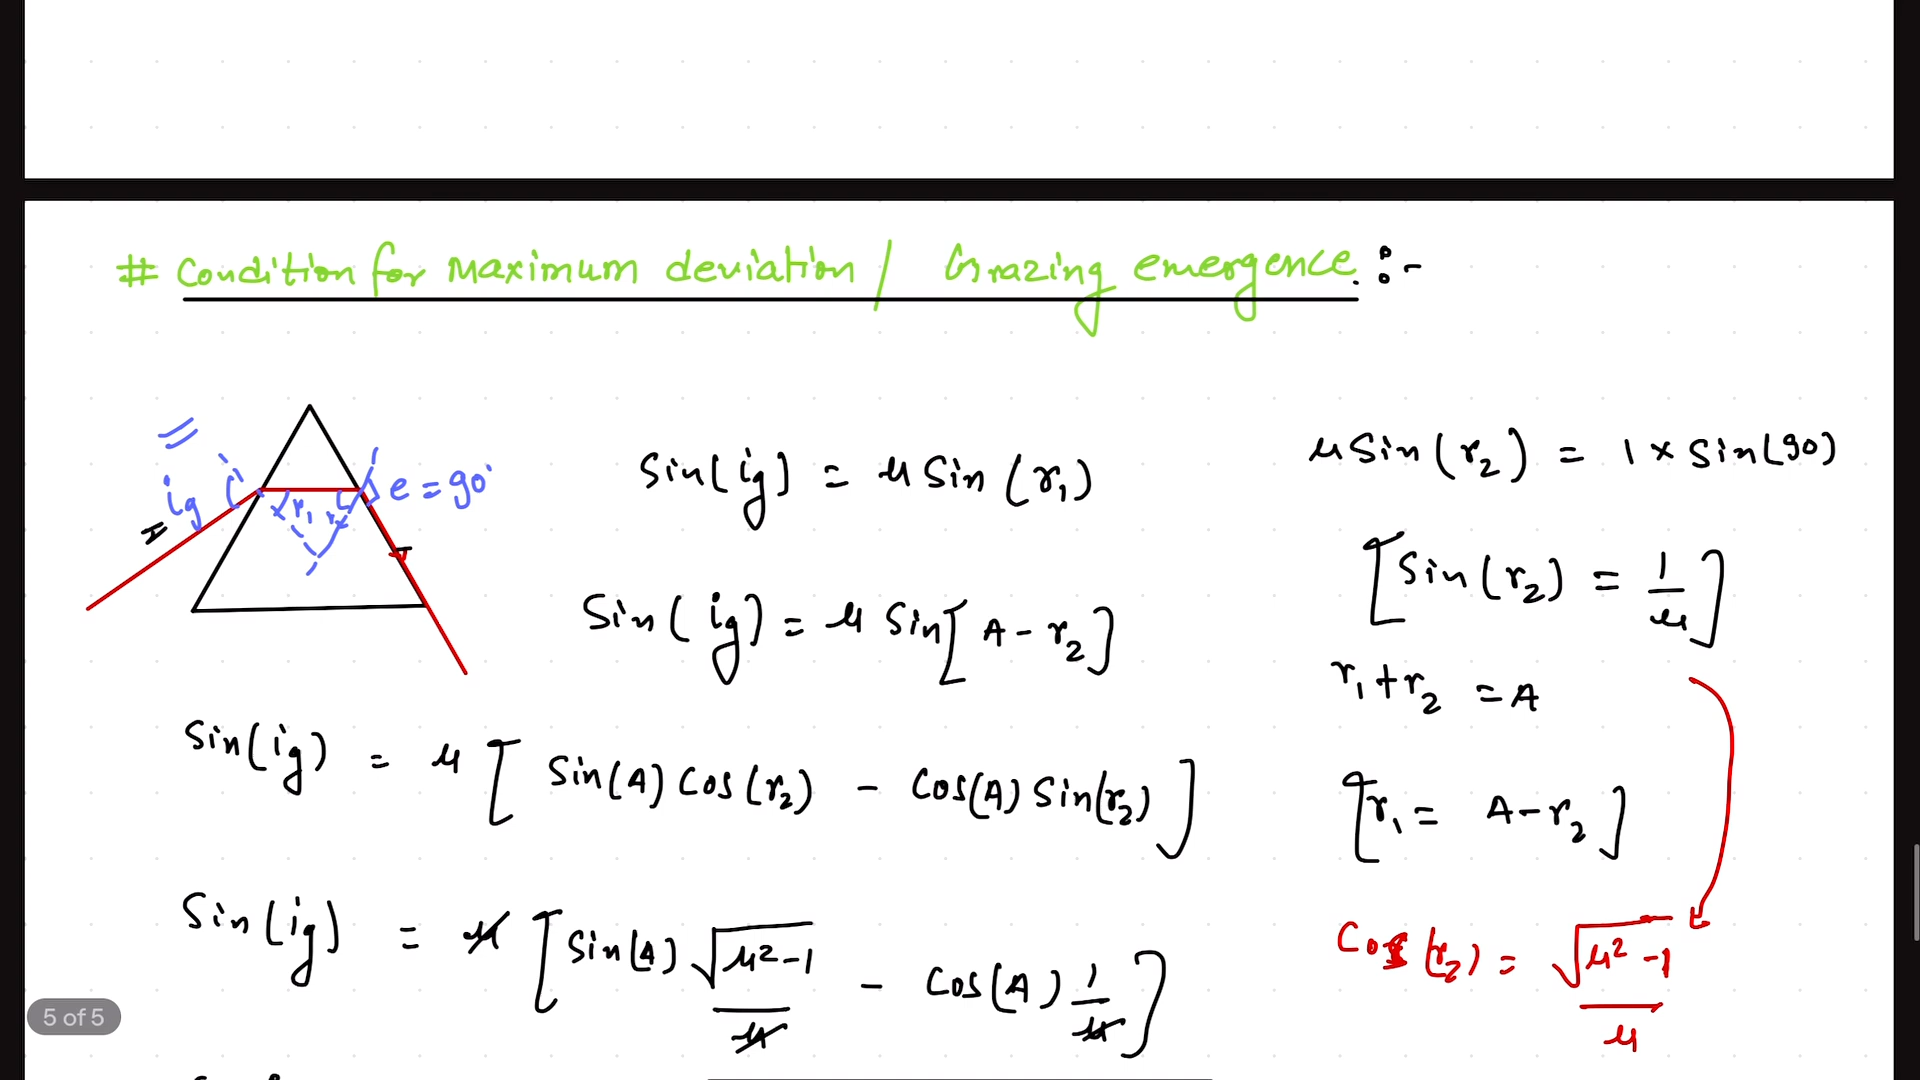 # Condition for Maximum deviation / Grazing emergence :-
ig i
r₁ r₂
e = 90°
Sin(ig) = μ Sin (r₁)
Sin(ig) = μ Sin[A - r₂]
Sin(ig) = μ [Sin(A) Cos(r₂) - Cos(A) Sin(r₂)]
Sin(ig) = μ [Sin(A) √(μ²-1)/μ - Cos(A) 1/μ]
μ Sin(r₂) = 1 × Sin(90)
[Sin(r₂) = 1/μ]
r₁ + r₂ = A
[r₁ = A - r₂]
Cos(r₂) = √(μ²-1)/μ
5 of 5